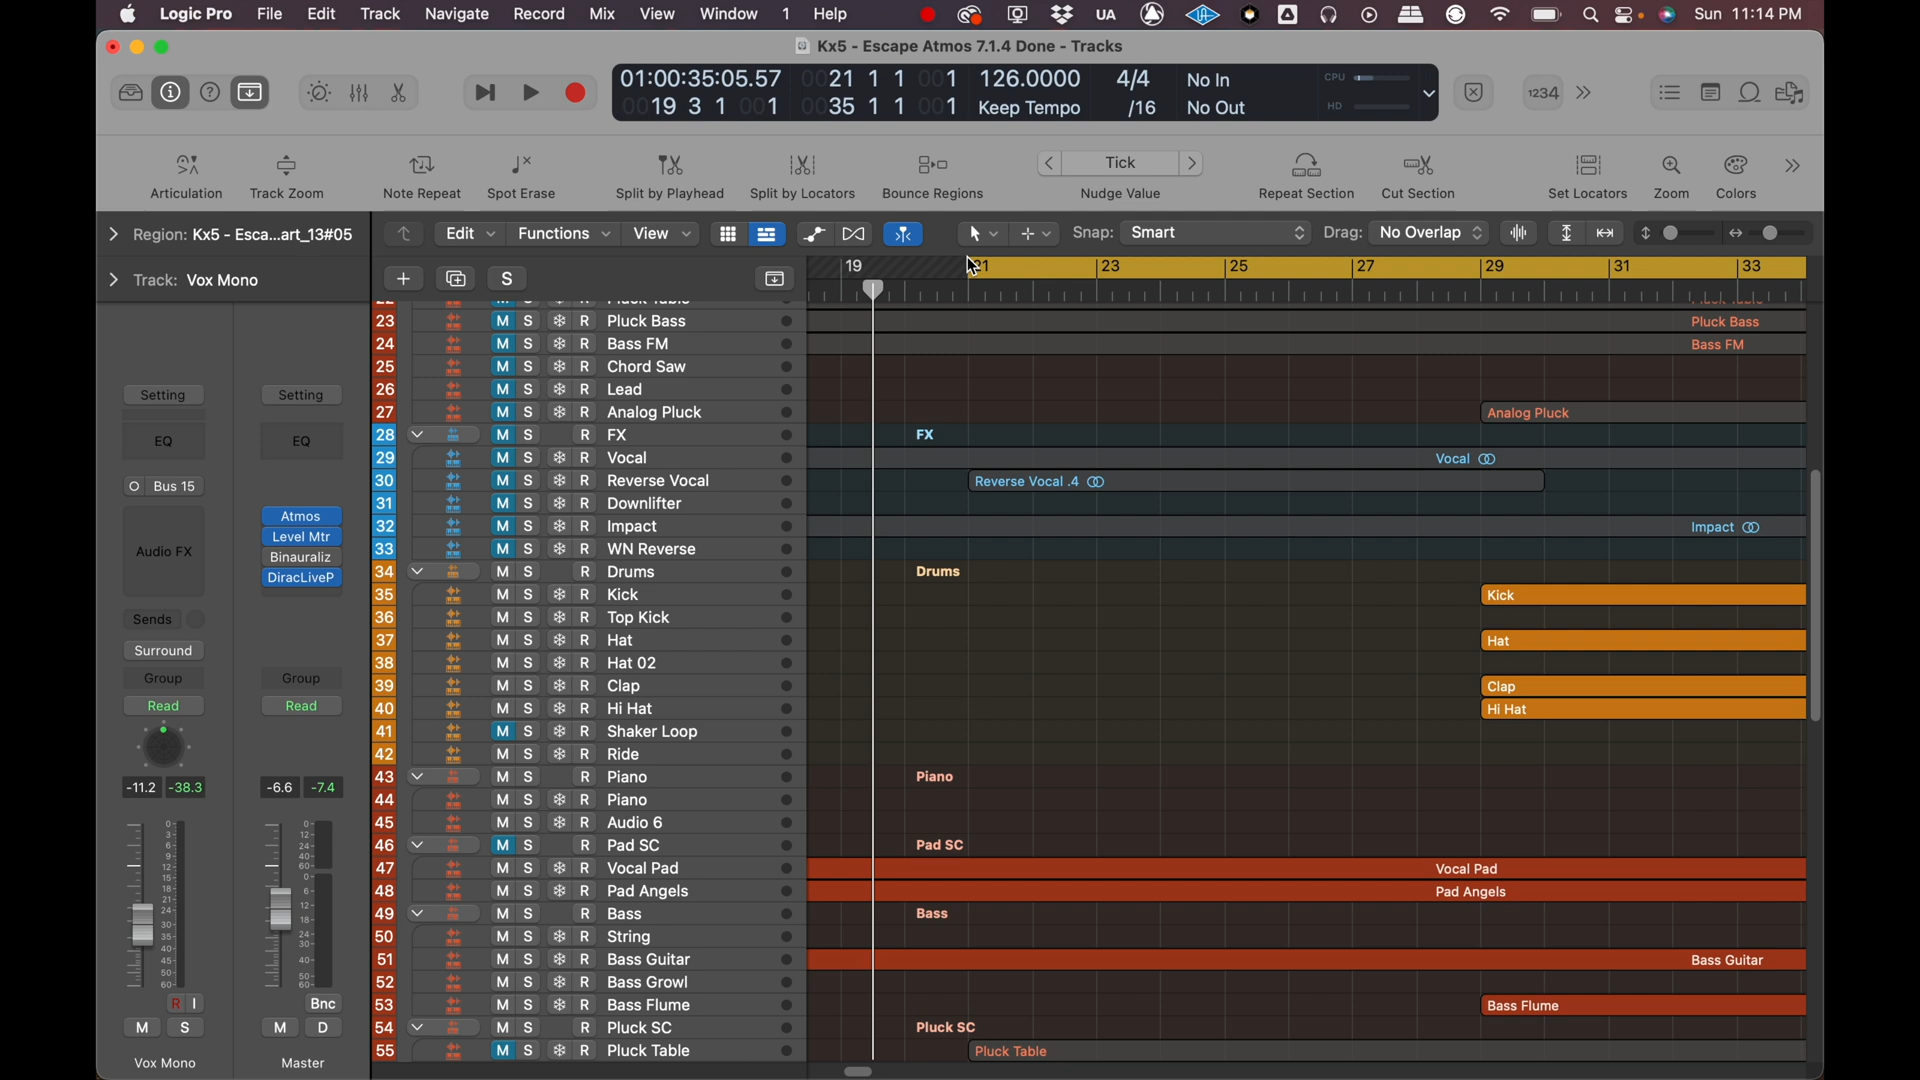 Logic Pro File Edit Track Navigate Record Mix View Window 1 Help UA Sun 11:14 PM
Kx5 - Escape Atmos 7.1.4 Done - Tracks
01:00:35:05.57 0021 1 1 001 126.0000 4/4 No In CPU
0019 3 1 001 0035 1 1 001 Keep Tempo /16 No Out HD
1234
Tick
Articulation Track Zoom Note Repeat Spot Erase Split by Playhead Split by Locators Bounce Regions Nudge Value Repeat Section Cut Section Set Locators Zoom Colors
Region: Kx5 - Esca...art_13#05 Edit Functions View Snap: Smart Drag: No Overlap
Track: Vox Mono S 19 21 23 25 27 29 31 33
23 M S R Pluck Bass Pluck Bass
24 M S R Bass FM Bass FM
25 M S R Chord Saw
26 M S R Lead
27 M S R Analog Pluck Analog Pluck
28 M S R FX FX
29 M S R Vocal Vocal
30 M S R Reverse Vocal Reverse Vocal .4
31 M S R Downlifter
32 M S R Impact Impact
33 M S R WN Reverse
34 M S R Drums Drums
35 M S R Kick Kick
36 M S R Top Kick
37 M S R Hat Hat
38 M S R Hat 02
39 M S R Clap Clap
40 M S R Hi Hat Hi Hat
41 M S R Shaker Loop
42 M S R Ride
43 M S R Piano Piano
44 M S R Piano
45 M S R Audio 6
46 M S R Pad SC Pad SC
47 M S R Vocal Pad Vocal Pad
48 M S R Pad Angels Pad Angels
49 M S R Bass Bass
50 M S R String
51 M S R Bass Guitar Bass Guitar
52 M S R Bass Growl
53 M S R Bass Flume Bass Flume
54 M S R Pluck SC Pluck SC
55 M S R Pluck Table Pluck Table
Setting Setting
EQ EQ
Bus 15
Atmos
Level Mtr
Audio FX Binauraliz
DiracLiveP
Sends
Surround
Group Group
Read Read
-11.2 -38.3 -6.6 -7.4
R I Bnc
M S M D
Vox Mono Master